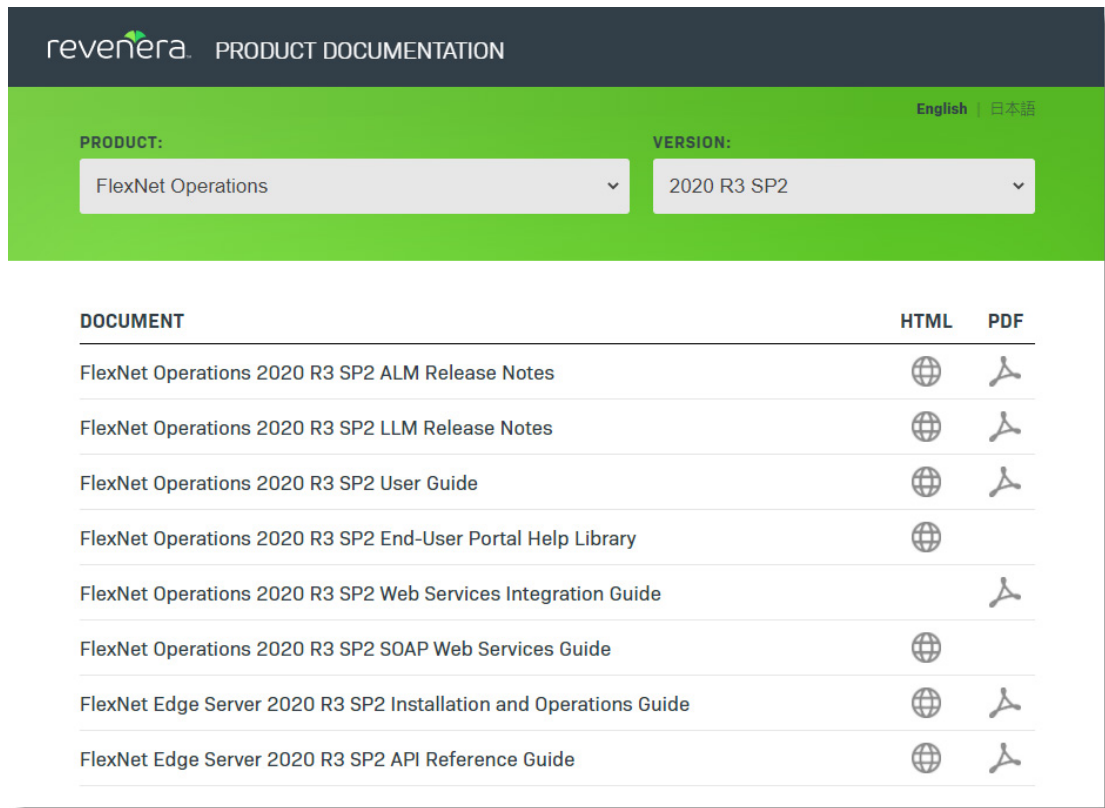 revenera. PRODUCT DOCUMENTATION
English | 日本語
PRODUCT: VERSION:
FlexNet Operations 2020 R3 SP2
DOCUMENT HTML PDF
FlexNet Operations 2020 R3 SP2 ALM Release Notes
FlexNet Operations 2020 R3 SP2 LLM Release Notes
FlexNet Operations 2020 R3 SP2 User Guide
FlexNet Operations 2020 R3 SP2 End-User Portal Help Library
FlexNet Operations 2020 R3 SP2 Web Services Integration Guide
FlexNet Operations 2020 R3 SP2 SOAP Web Services Guide
FlexNet Edge Server 2020 R3 SP2 Installation and Operations Guide
FlexNet Edge Server 2020 R3 SP2 API Reference Guide